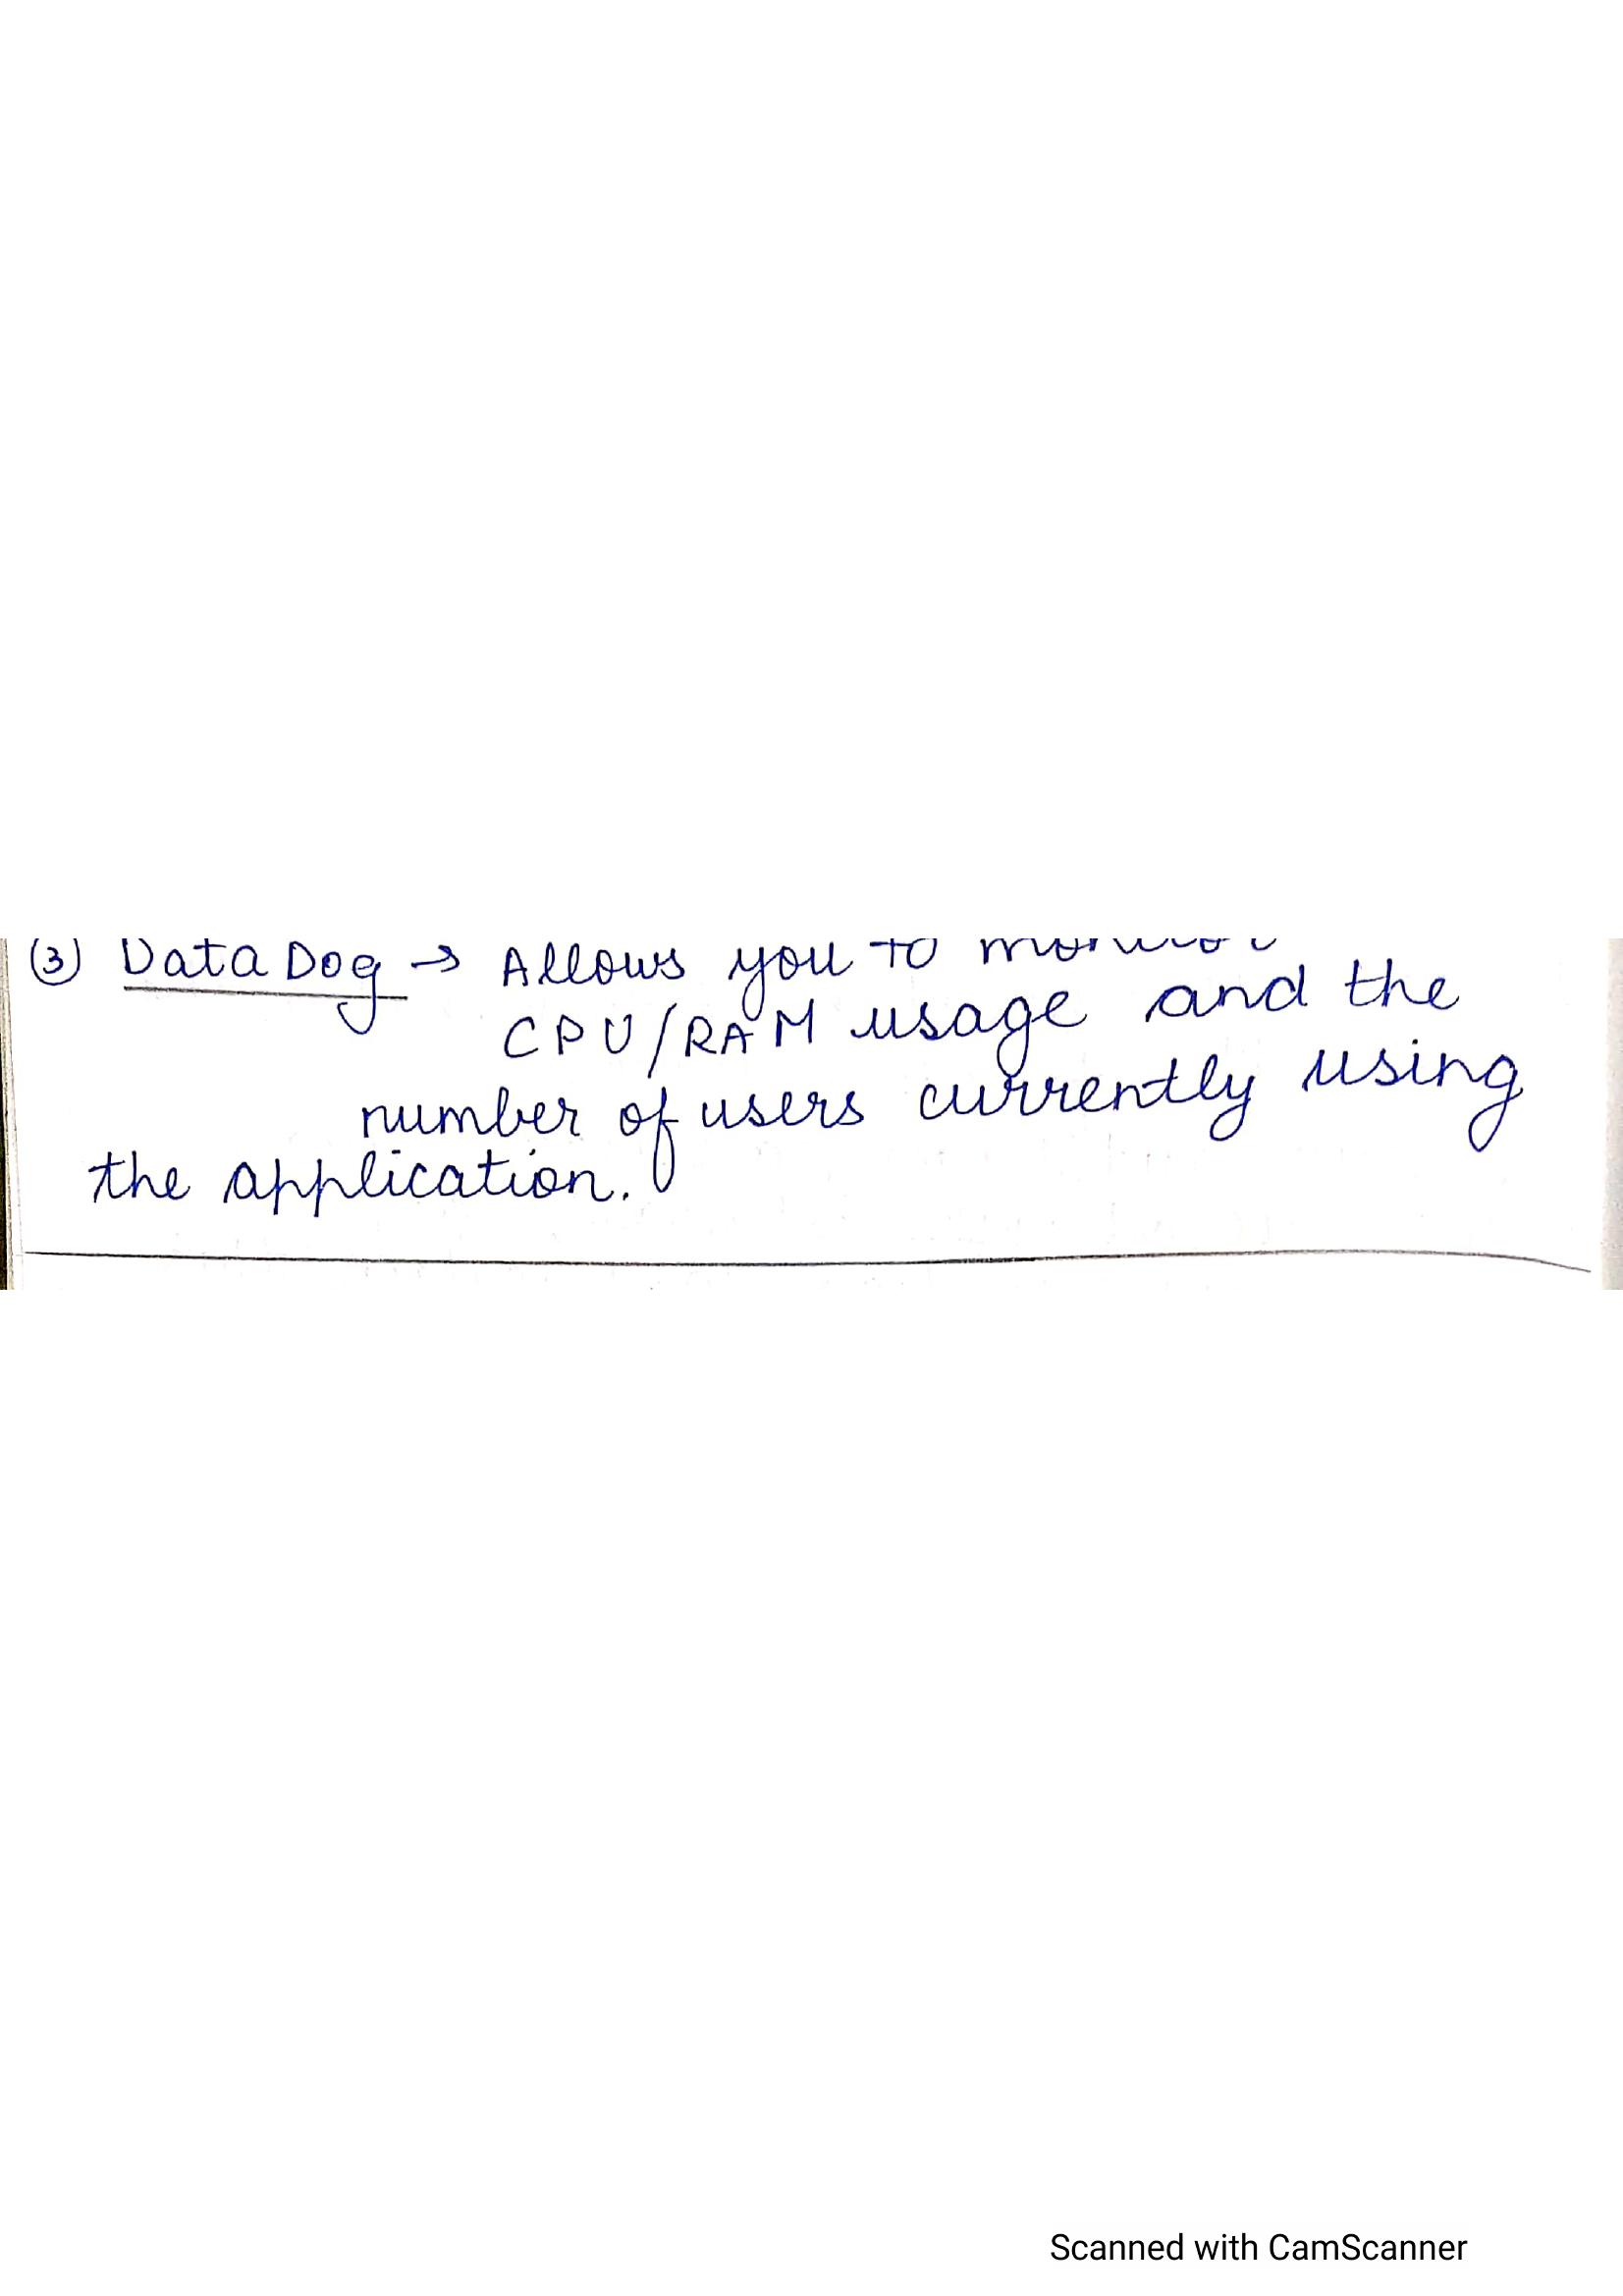 (3) Data Dog → Allows you to monitor
CPU/RAM usage and the
number of users currently using
the application.
Scanned with CamScanner